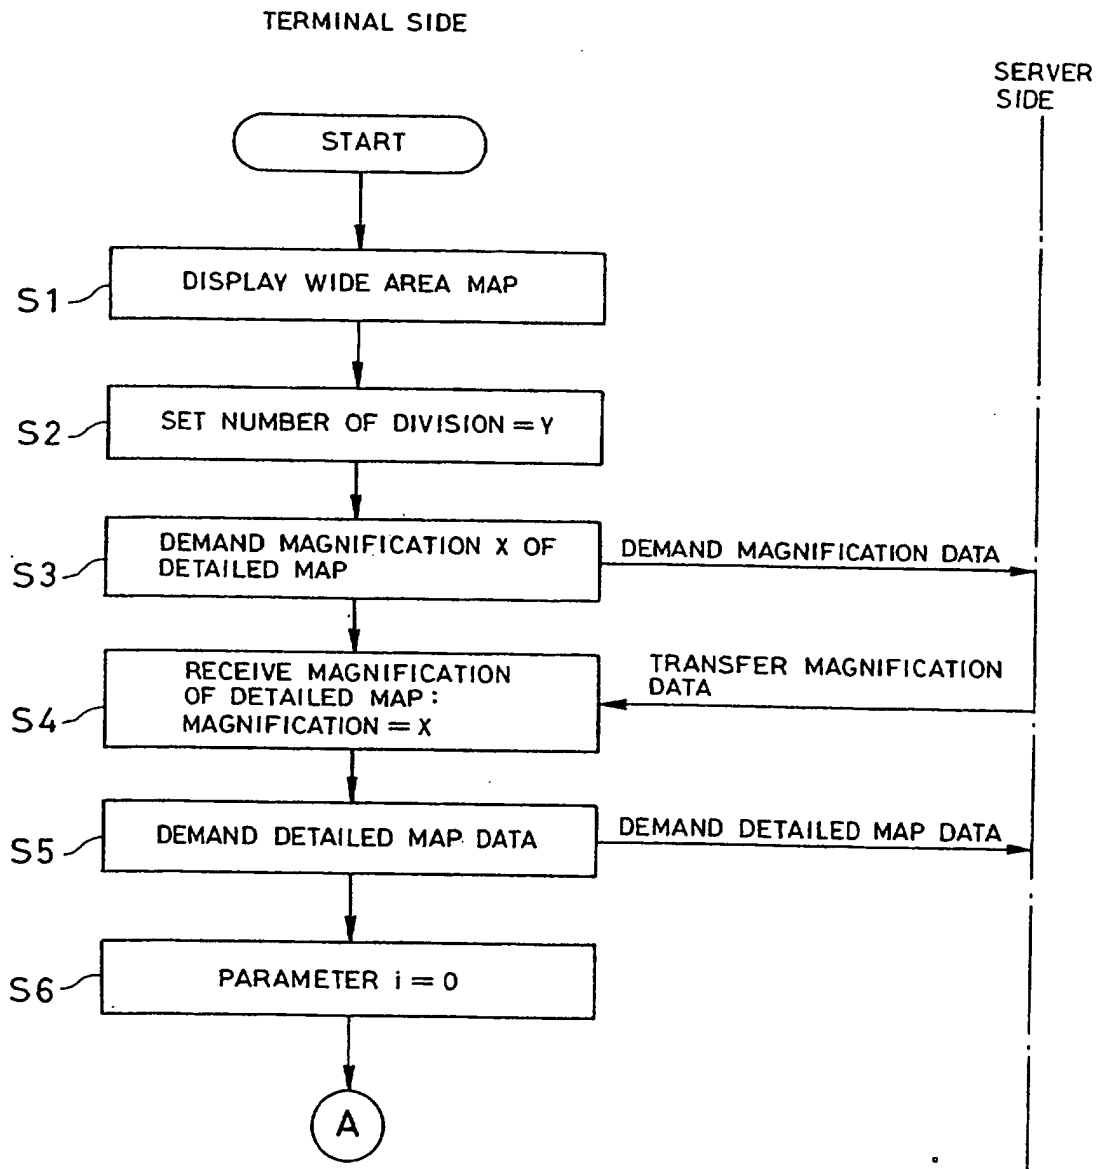 TERMINAL SIDE
SERVER
SIDE
START
S1
DISPLAY WIDE AREA MAP
S2
SET NUMBER OF DIVISION = Y
S3
DEMAND MAGNIFICATION X OF
DETAILED MAP
DEMAND MAGNIFICATION DATA
S4
RECEIVE MAGNIFICATION
OF DETAILED MAP :
MAGNIFICATION = X
TRANSFER MAGNIFICATION
DATA
S5
DEMAND DETAILED MAP DATA
DEMAND DETAILED MAP DATA
S6
PARAMETER i = 0
A